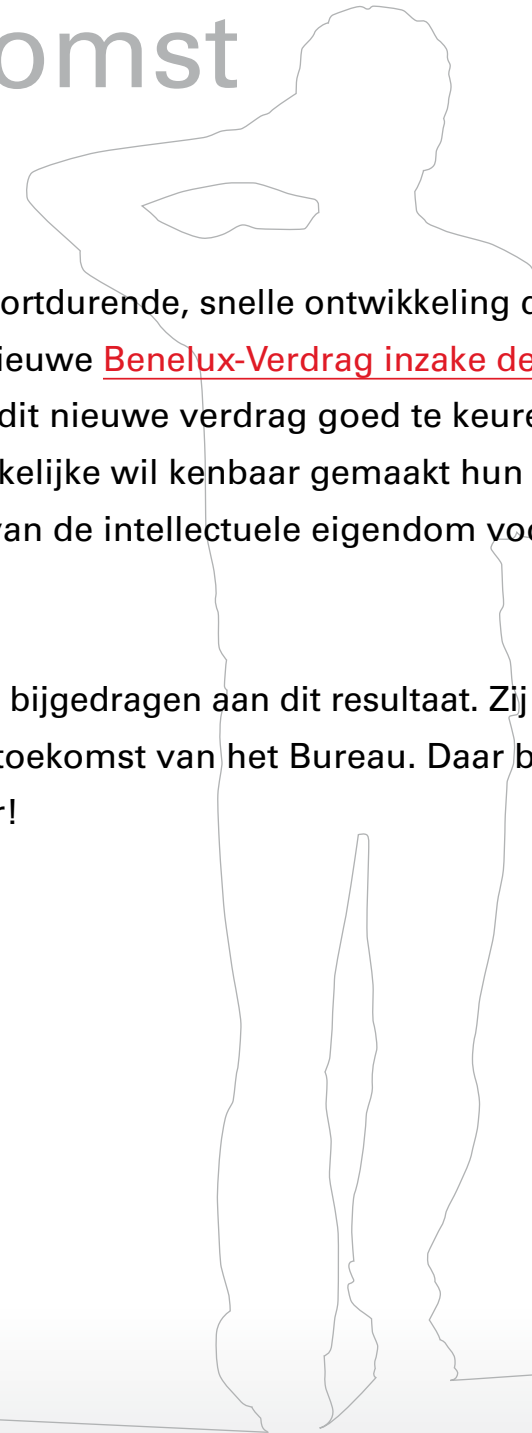 omst
ortdurende, snelle ontwikkeling
ieuwe Benelux-Verdrag inzake de
dit nieuwe verdrag goed te keure
kelijke wil kenbaar gemaakt hun
van de intellectuele eigendom voo
bijgedragen aan dit resultaat. Zij
toekomst van het Bureau. Daar b
r!